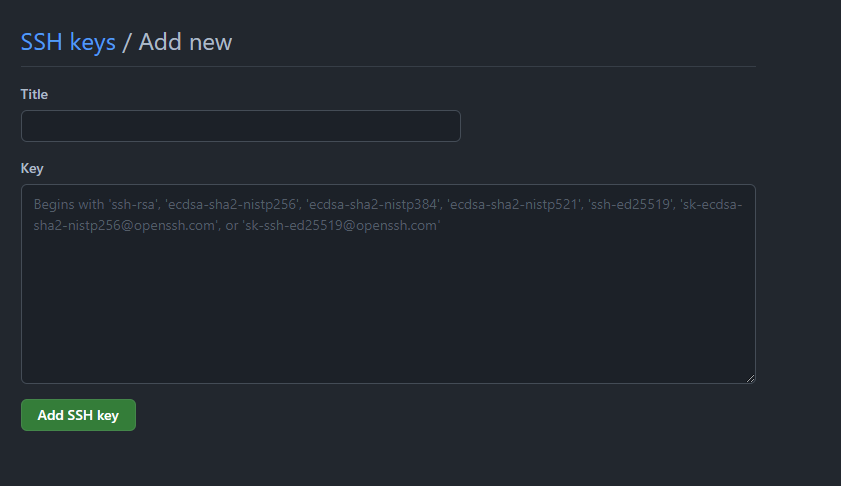 SSH keys / Add new
Title
Key
Begins with 'ssh-rsa', 'ecdsa-sha2-nistp256', 'ecdsa-sha2-nistp384', 'ecdsa-sha2-nistp521', 'ssh-ed25519', 'sk-ecdsa-
sha2-nistp256@openssh.com', or 'sk-ssh-ed25519@openssh.com'
Add SSH key